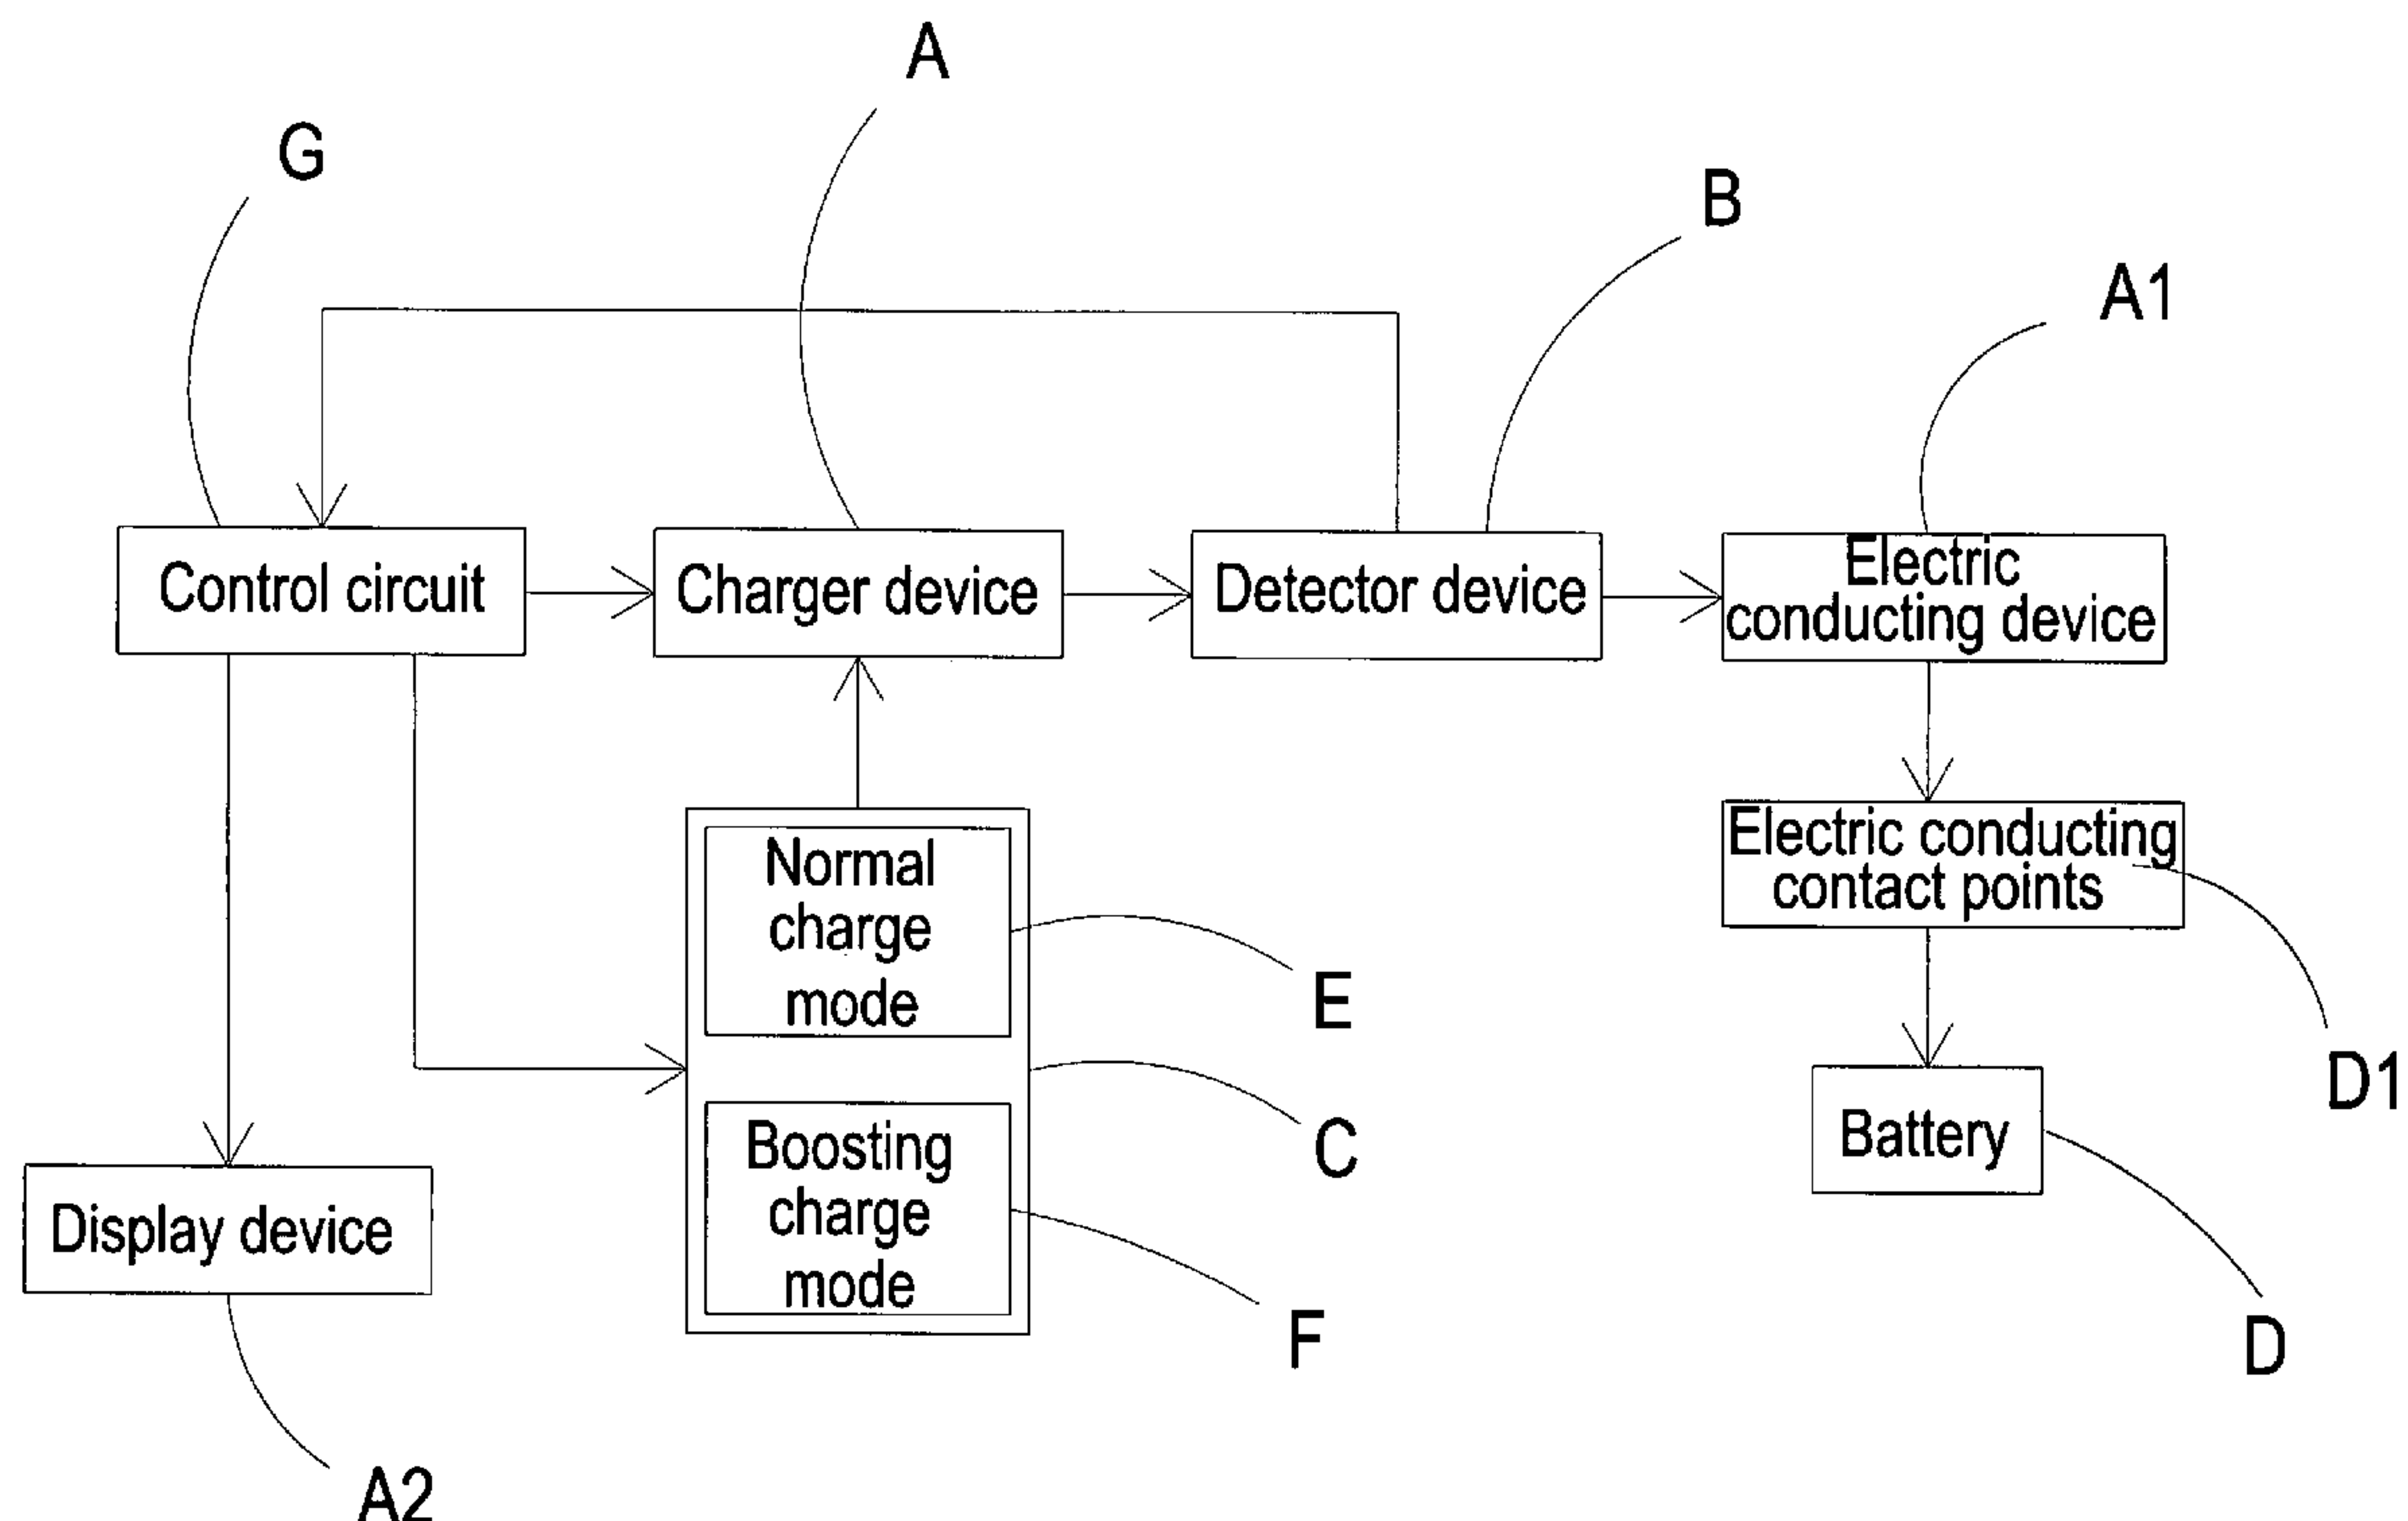 A
G
B
A1
Control circuit
Charger device
Detector device
Electric
conducting device
Normal
charge
mode
Electric conducting
contact points
E
D1
C
Boosting
charge
mode
Battery
Display device
F
D
A2